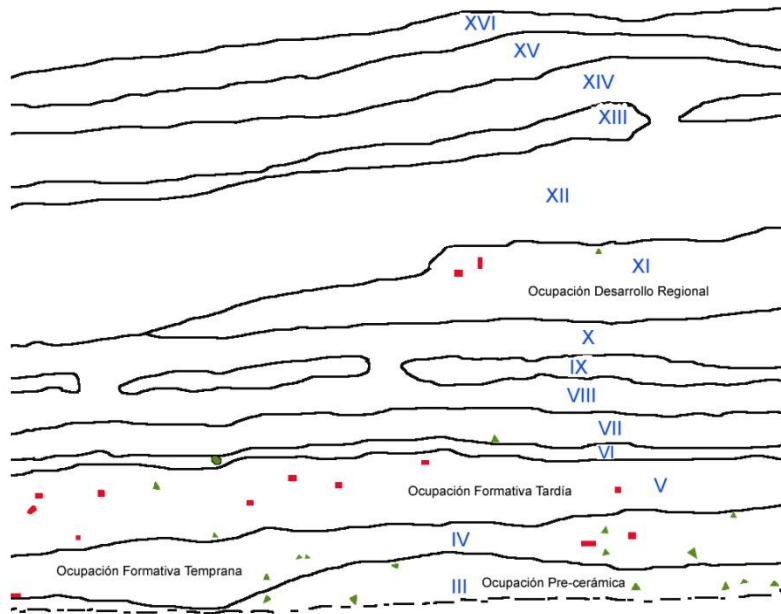 XVI
XV
XIV
XIII
XII
XI
Ocupación Desarrollo Regional
X
IX
VIII
VII
VI
V
Ocupación Formativa Tardía
IV
Ocupación Formativa Temprana
III
Ocupación Pre-cerámica